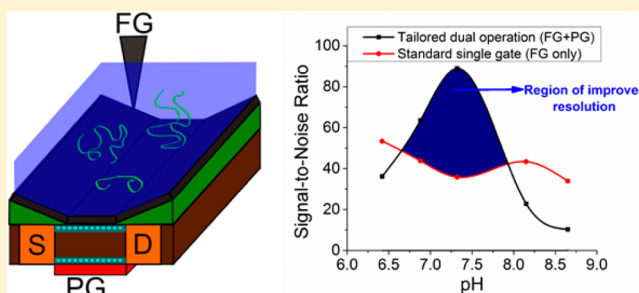 FG
S
D
PG
Tailored dual operation (FG+PG)
Standard single gate (FG only)
Region of improve
resolution
Signal-to-Noise Ratio
100
80
60
40
20
0
6.0 6.5 7.0 7.5 8.0 8.5 9.0
pH